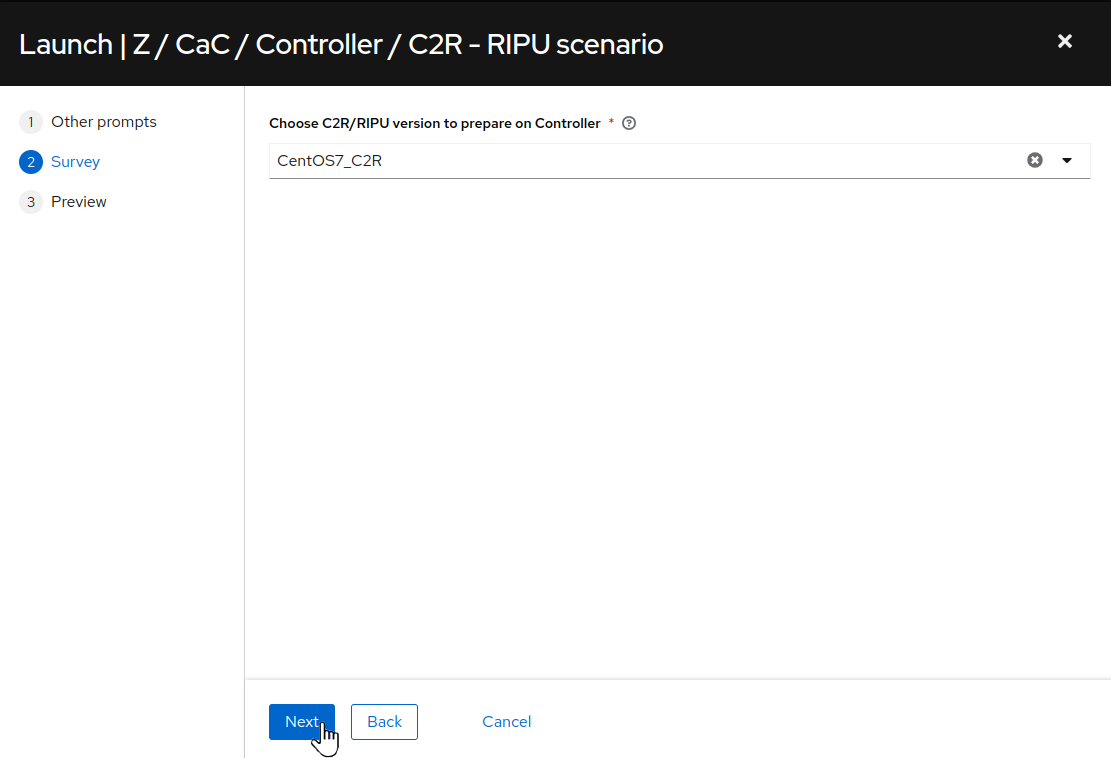 Launch | Z / CaC / Controller / C2R - RIPU scenario
1 Other prompts
2 Survey
3 Preview
Choose C2R/RIPU version to prepare on Controller *
CentOS7_C2R
Next Back Cancel